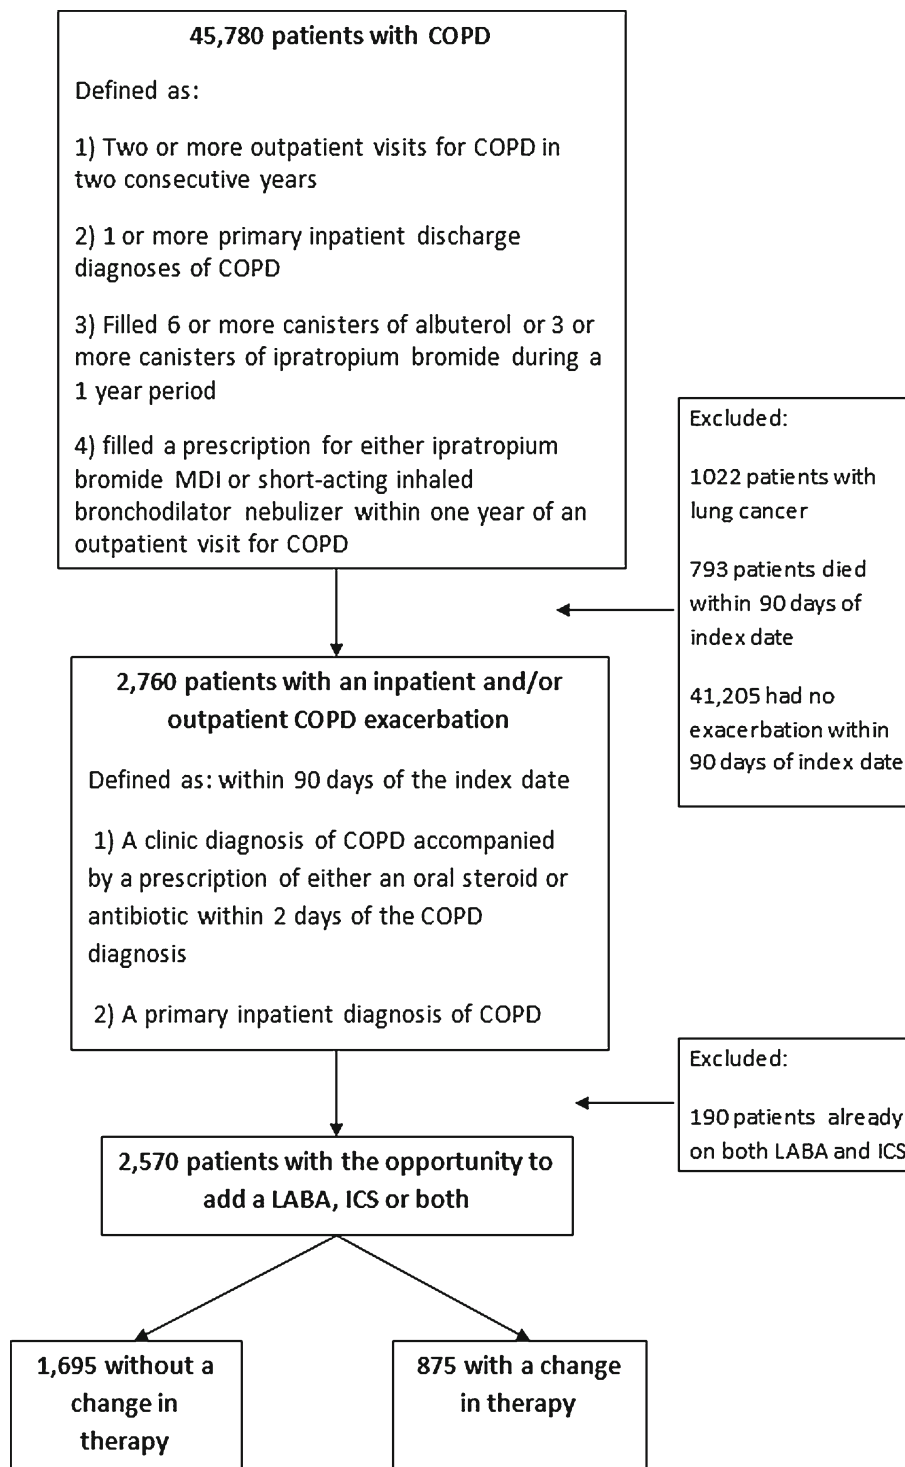 45,780 patients with COPD
Defined as:
1) Two or more outpatient visits for COPD in
two consecutive years
2) 1 or more primary inpatient discharge
diagnoses of COPD
3) Filled 6 or more canisters of albuterol or 3 or
more canisters of ipratropium bromide during a
1 year period
4) filled a prescription for either ipratropium
bromide MDI or short-acting inhaled
bronchodilator nebulizer within one year of an
outpatient visit for COPD
Excluded:
1022 patients with
lung cancer
793 patients died
within 90 days of
index date
41,205 had no
exacerbation within
90 days of index date
2,760 patients with an inpatient and/or
outpatient COPD exacerbation
Defined as: within 90 days of the index date
1) A clinic diagnosis of COPD accompanied
by a prescription of either an oral steroid or
antibiotic within 2 days of the COPD
diagnosis
2) A primary inpatient diagnosis of COPD
Excluded:
190 patients already
on both LABA and ICS
2,570 patients with the opportunity to
add a LABA, ICS or both
1,695 without a
change in
therapy
875 with a change
in therapy